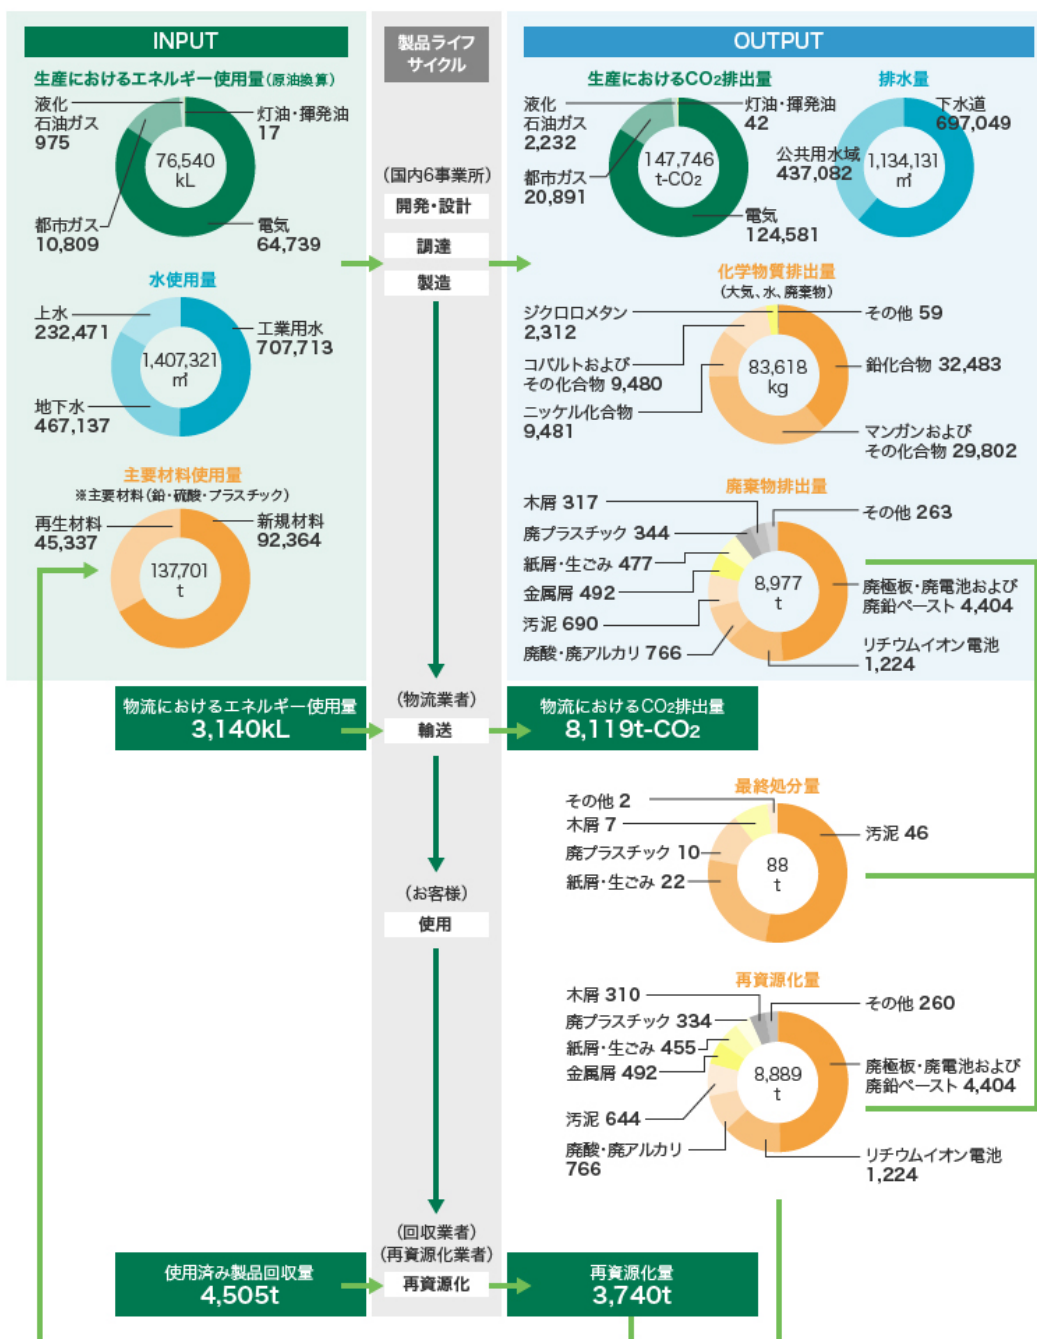 INPUT
生産におけるエネルギー使用量(原油換算)
液化
石油ガス
975
灯油・揮発油
17
76,540
kL
都市ガス
10,809
電気
64,739
水使用量
上水
232,471
工業用水
707,713
1,407,321
㎥
地下水
467,137
主要材料使用量
※主要材料(鉛・硫酸・プラスチック)
再生材料
45,337
新規材料
92,364
137,701
t
製品ライフ
サイクル
(国内6事業所)
開発・設計
調達
製造
OUTPUT
生産におけるCO2排出量
液化
石油ガス
2,232
灯油・揮発油
42
147,746
t-CO2
都市ガス
20,891
電気
124,581
排水量
下水道
697,049
公共用水域
437,082
1,134,131
㎥
化学物質排出量
(大気、水、廃棄物)
ジクロロメタン
2,312
その他 59
コバルトおよび
その化合物 9,480
83,618
kg
鉛化合物 32,483
ニッケル化合物
9,481
マンガンおよび
その化合物 29,802
廃棄物排出量
木屑 317
その他 263
廃プラスチック 344
紙屑・生ごみ 477
金属屑 492
8,977
t
廃極板・廃電池および
廃鉛ペースト 4,404
汚泥 690
廃酸・廃アルカリ 766
リチウムイオン電池
1,224
物流におけるエネルギー使用量
3,140kL
(物流業者)
輸送
物流におけるCO2排出量
8,119t-CO2
最終処分量
その他 2
木屑 7
汚泥 46
廃プラスチック 10
88
t
紙屑・生ごみ 22
(お客様)
使用
再資源化量
木屑 310
その他 260
廃プラスチック 334
紙屑・生ごみ 455
金属屑 492
8,889
t
廃極板・廃電池および
廃鉛ペースト 4,404
汚泥 644
廃酸・廃アルカリ
766
リチウムイオン電池
1,224
(回収業者)
(再資源化業者)
再資源化
使用済み製品回収量
4,505t
再資源化量
3,740t